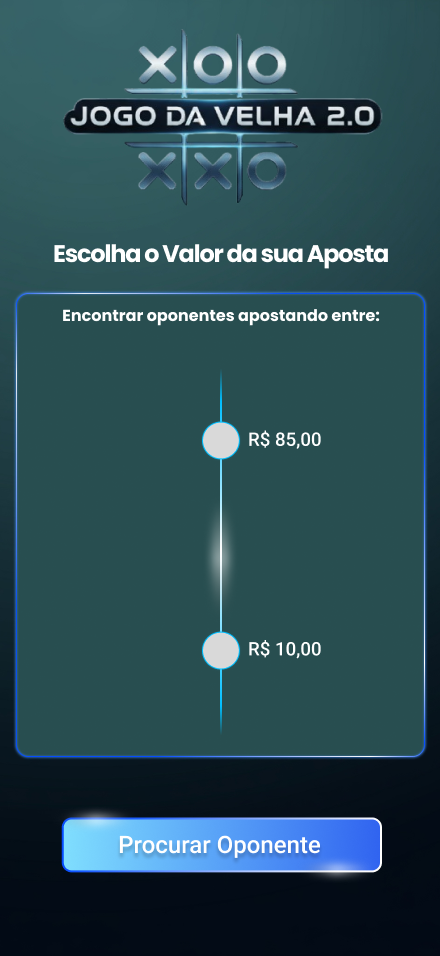 XOO
JOGO DA VELHA 2.0
XXO
Escolha o Valor da sua Aposta
Encontrar oponentes apostando entre:
R$ 85,00
R$ 10,00
Procurar Oponente